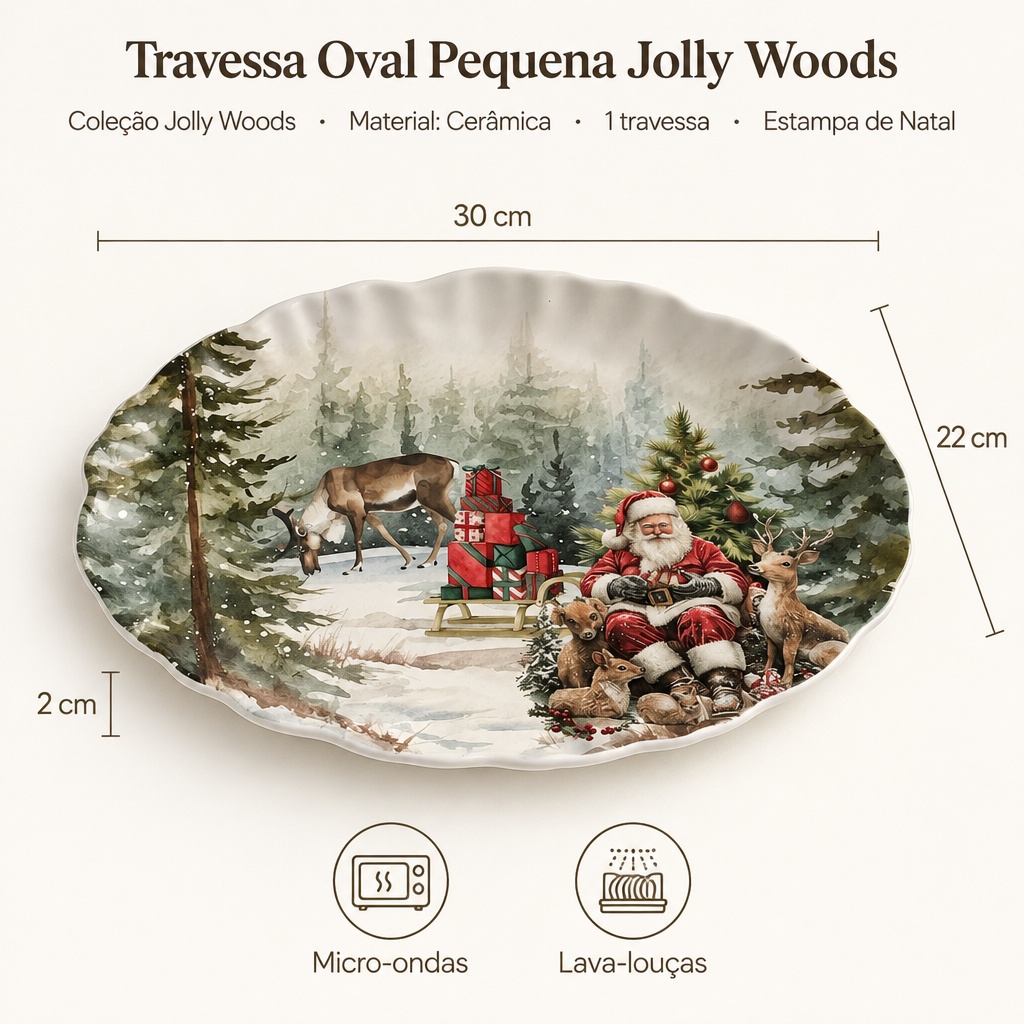 Travessa Oval Pequena Jolly Woods
Coleção Jolly Woods • Material: Cerâmica • 1 travessa • Estampa de Natal
30 cm
22 cm
2 cm
Micro-ondas
Lava-louças